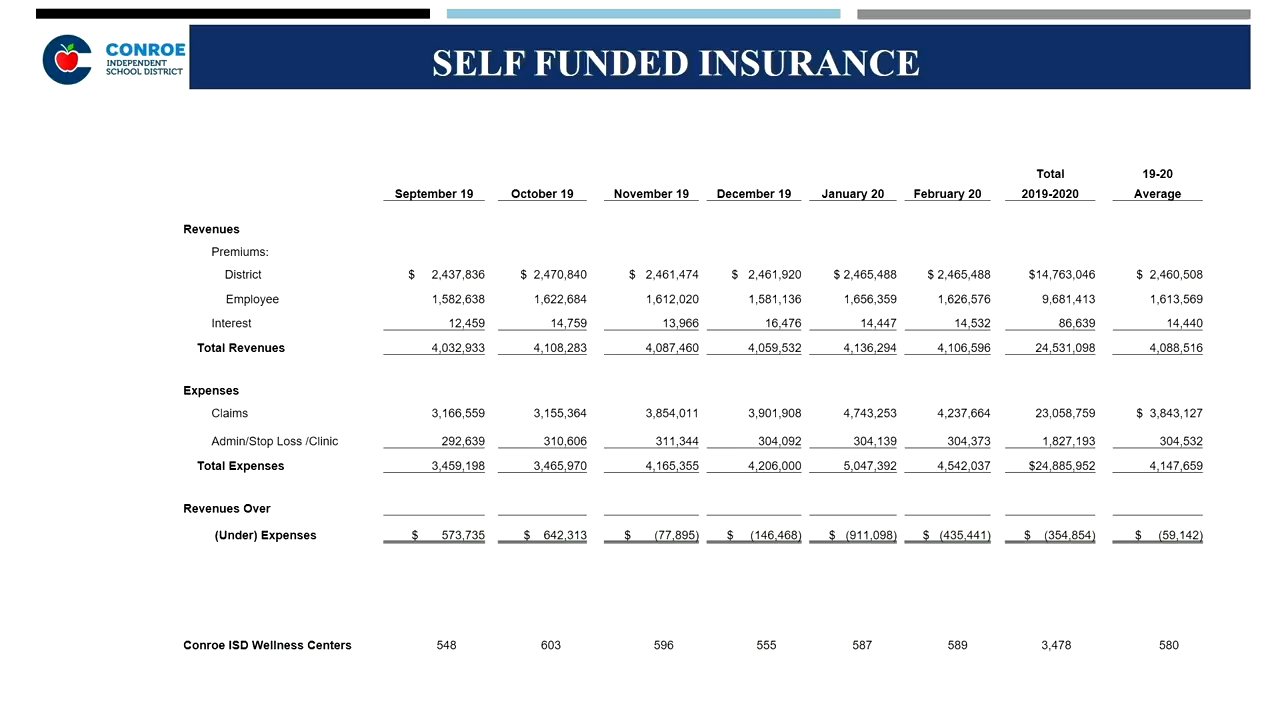 CONROE
INDEPENDENT
SCHOOL DISTRICT
SELF FUNDED INSURANCE
Total 19-20
September 19 October 19 November 19 December 19 January 20 February 20 2019-2020 Average
Revenues
Premiums:
District $ 2,437,836 $ 2,470,840 $ 2,461,474 $ 2,461,920 $ 2,465,488 $ 2,465,488 $14,763,046 $ 2,460,508
Employee 1,582,638 1,622,684 1,612,020 1,581,136 1,656,359 1,626,576 9,681,413 1,613,569
Interest 12,459 14,759 13,966 16,476 14,447 14,532 86,639 14,440
Total Revenues 4,032,933 4,108,283 4,087,460 4,059,532 4,136,294 4,106,596 24,531,098 4,088,516
Expenses
Claims 3,166,559 3,155,364 3,854,011 3,901,908 4,743,253 4,237,664 23,058,759 $ 3,843,127
Admin/Stop Loss /Clinic 292,639 310,606 311,344 304,092 304,139 304,373 1,827,193 304,532
Total Expenses 3,459,198 3,465,970 4,165,355 4,206,000 5,047,392 4,542,037 $24,885,952 4,147,659
Revenues Over
(Under) Expenses $ 573,735 $ 642,313 $ (77,895) $ (146,468) $ (911,098) $ (435,441) $ (354,854) $ (59,142)
Conroe ISD Wellness Centers 548 603 596 555 587 589 3,478 580